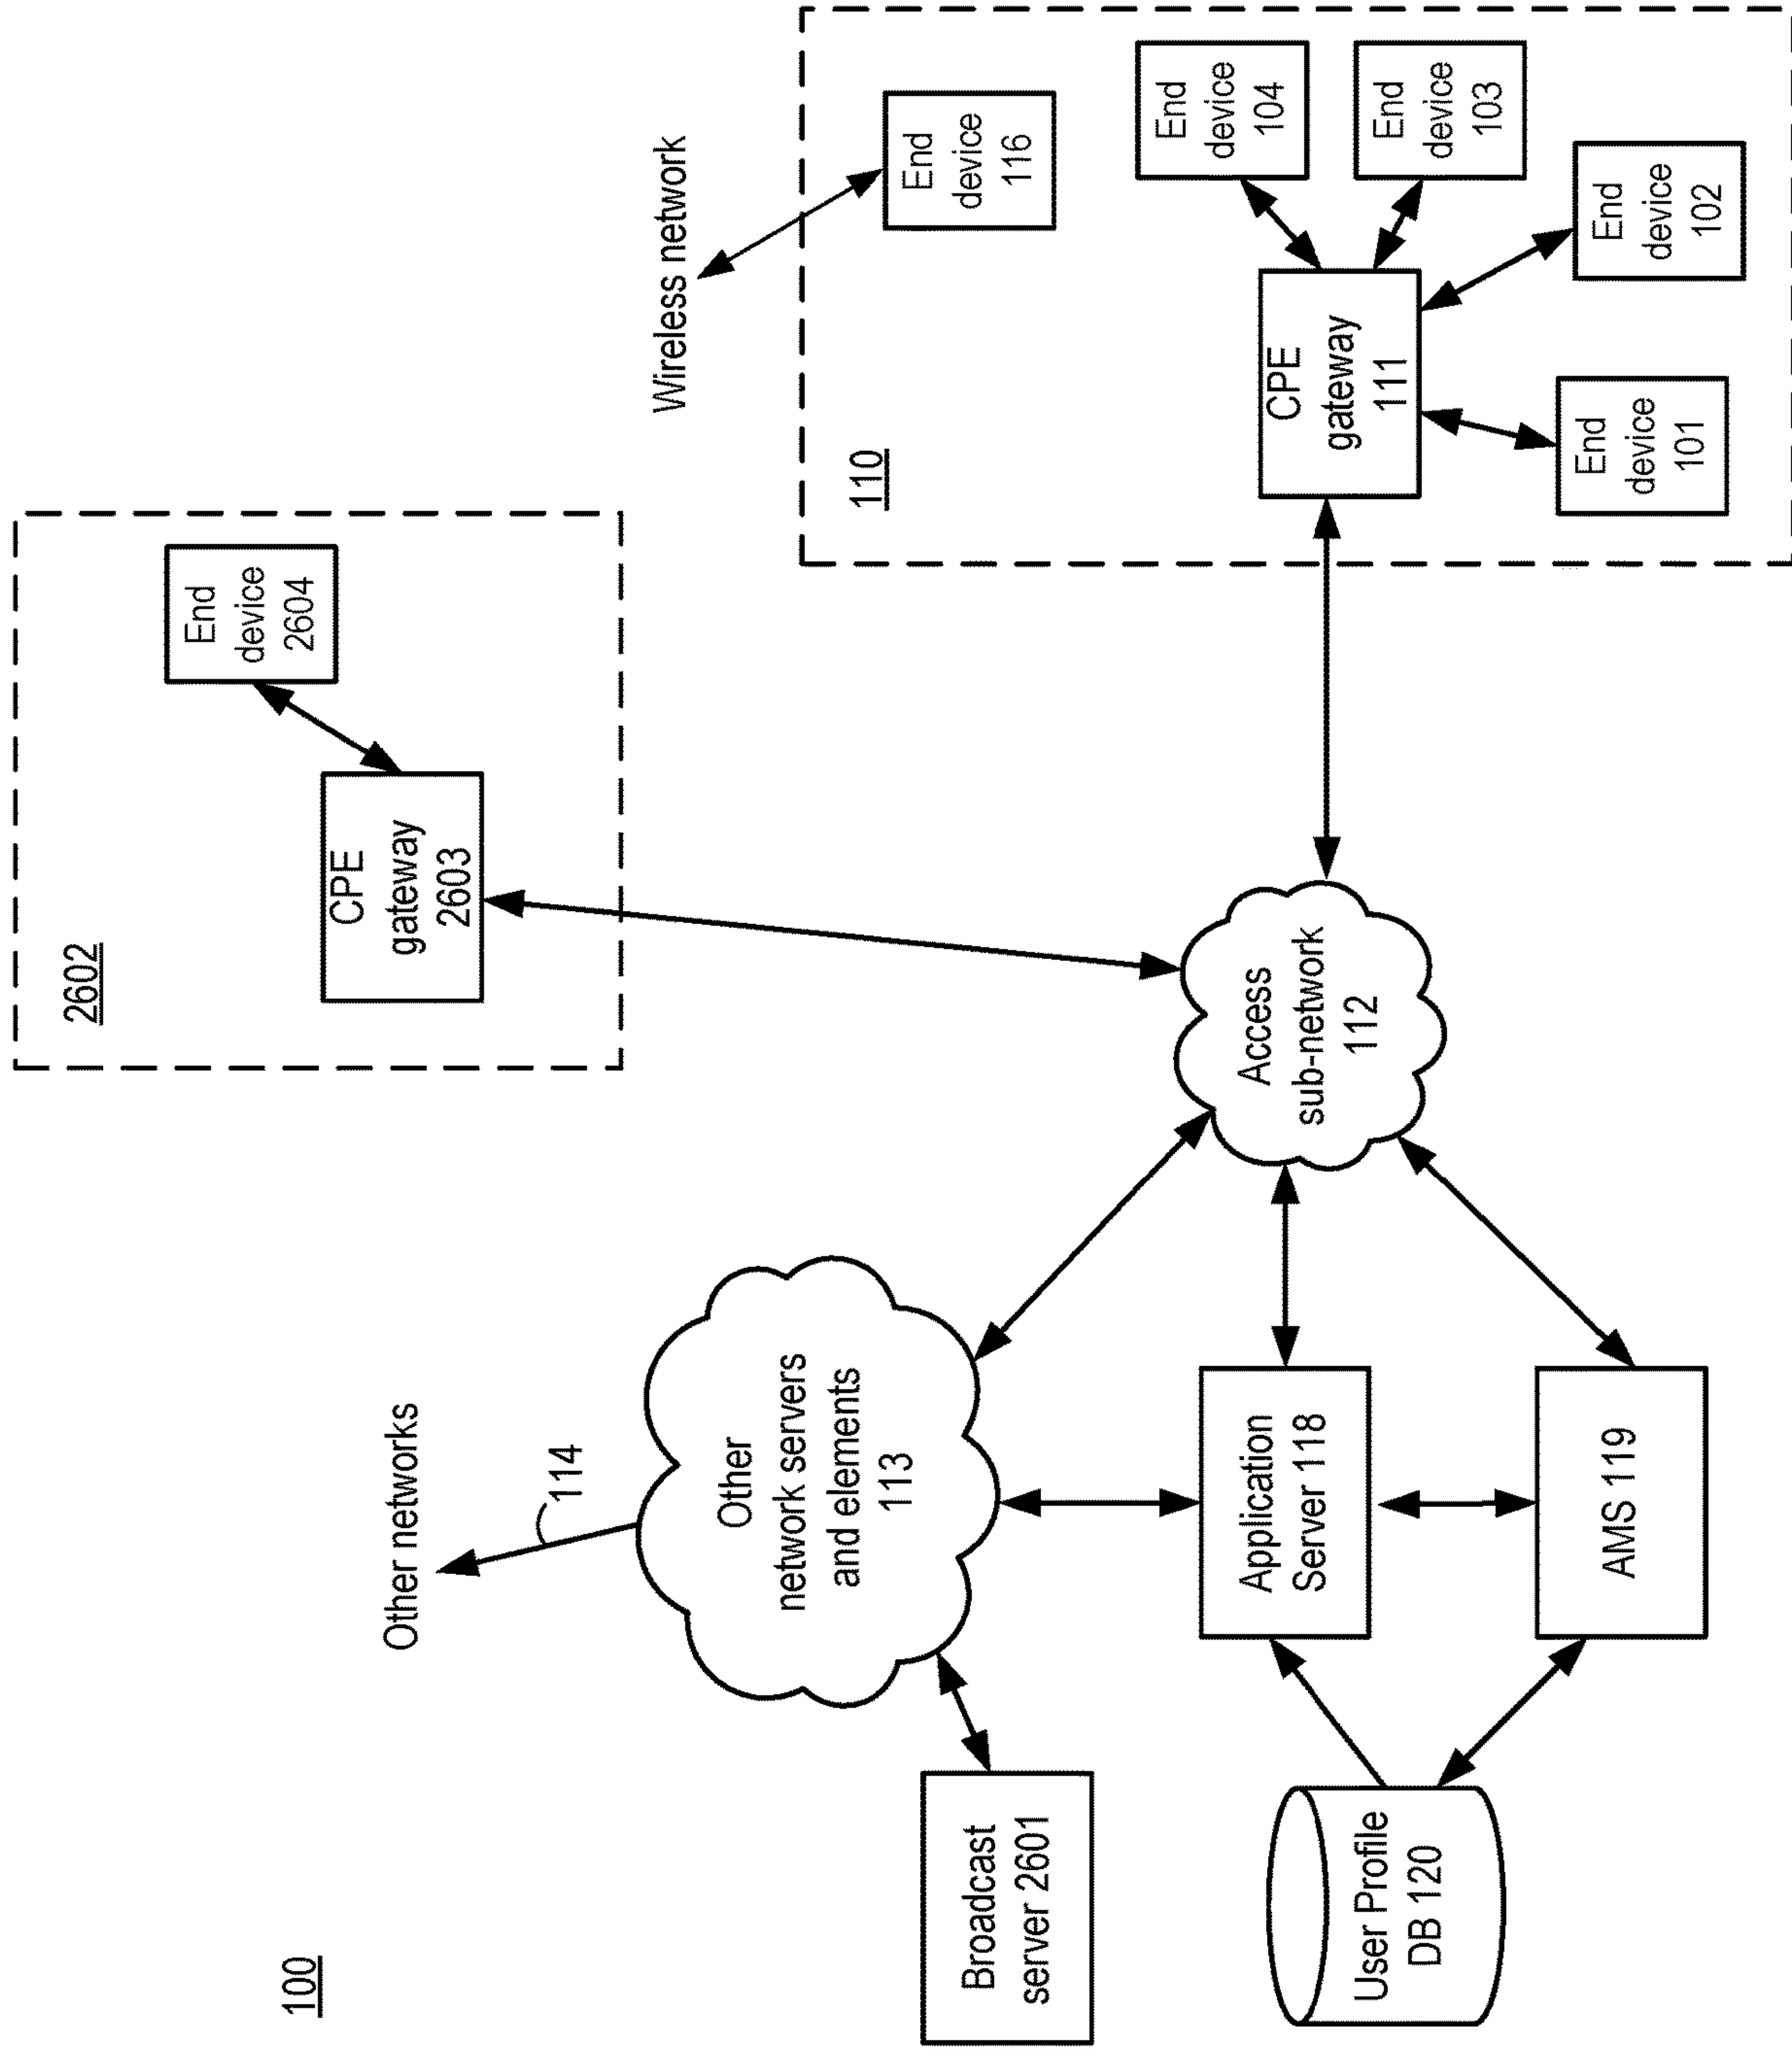 100
Other networks
114
Other
network servers
and elements
113
Broadcast
server 2601
User Profile
DB 120
Application
Server 118
AMS 119
Access
sub-network
112
2602
CPE
gateway
2603
End
device
2604
Wireless network
110
End
device
116
CPE
gateway
111
End
device
104
End
device
103
End
device
102
End
device
101